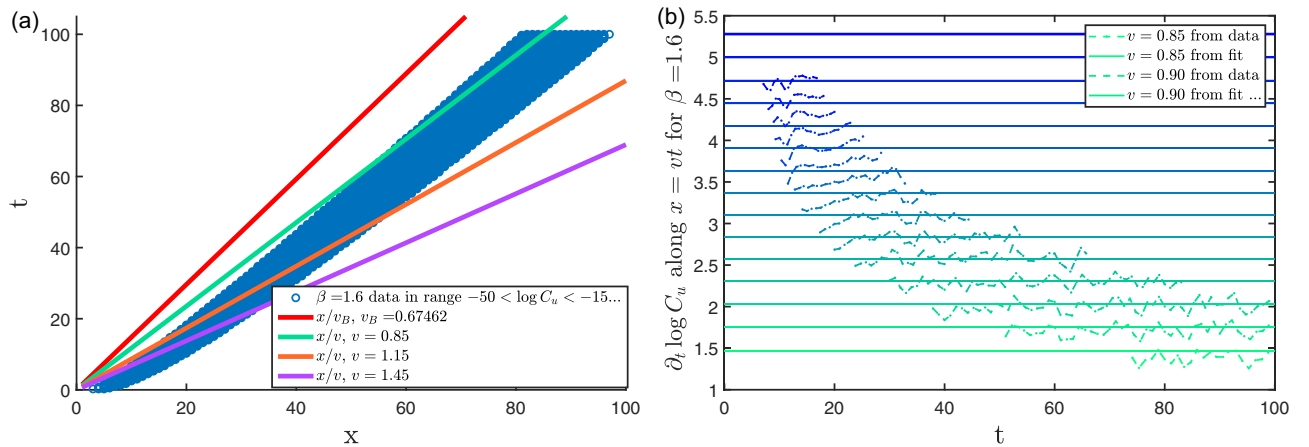 (a)
t
100
80
60
40
20
0
β =1.6 data in range −50 < log C_u < −15...
x/v_B, v_B =0.67462
x/v, v = 0.85
x/v, v = 1.15
x/v, v = 1.45
0 20 40 60 80 100
x
(b)
∂_t log C_u along x = vt for β =1.6
5.5
5
4.5
4
3.5
3
2.5
2
1.5
1
v = 0.85 from data
v = 0.85 from fit
v = 0.90 from data
v = 0.90 from fit ...
0 20 40 60 80 100
t